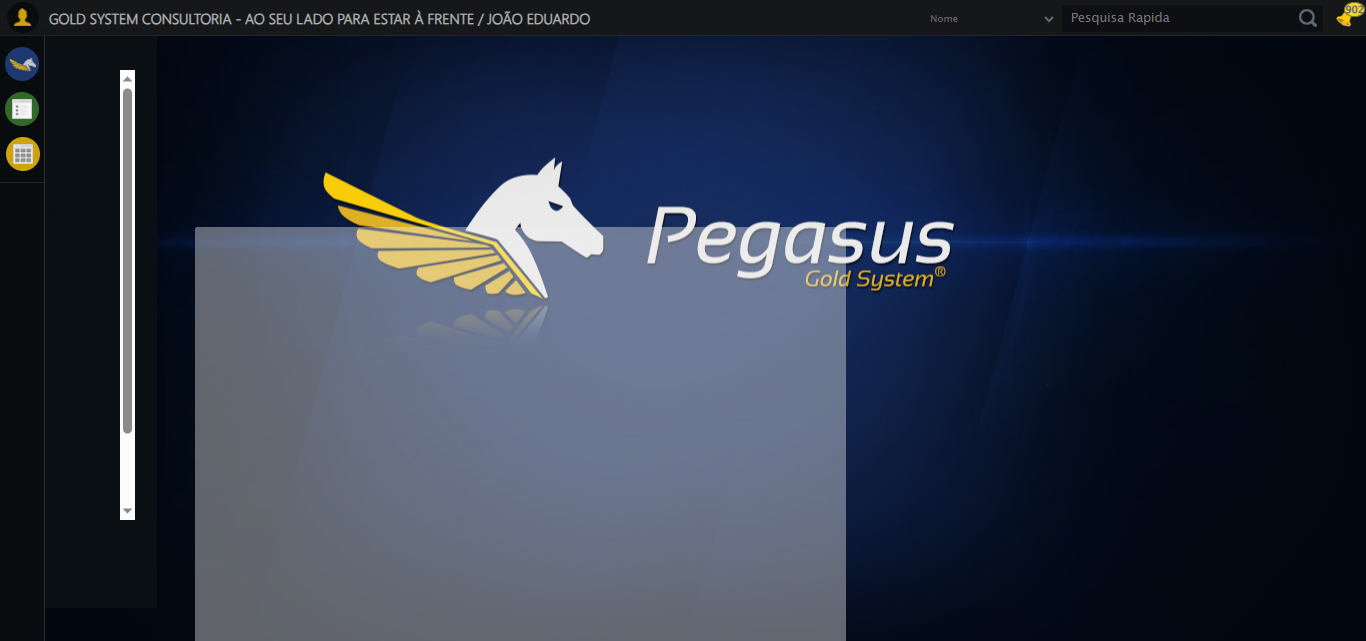 GOLD SYSTEM CONSULTORIA - AO SEU LADO PARA ESTAR À FRENTE / JOÃO EDUARDO
Nome
Pesquisa Rapida
902
Pegasus
Gold System®